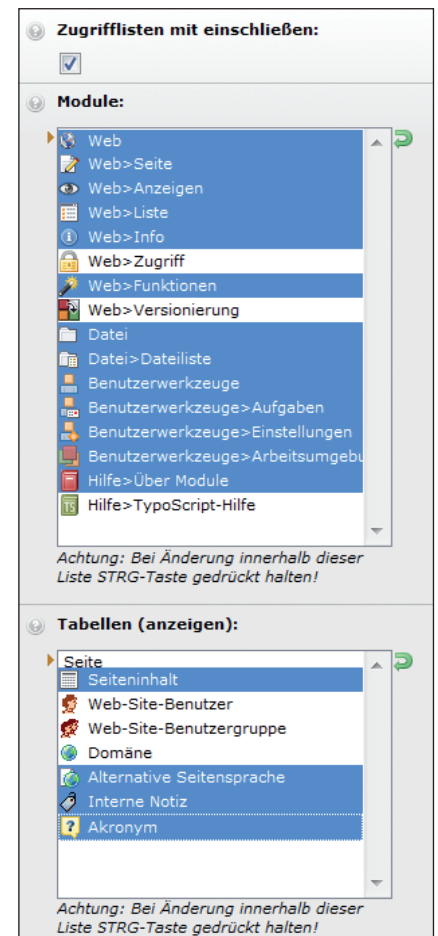 Zugrifflisten mit einschließen:
Module:
Web
Web>Seite
Web>Anzeigen
Web>Liste
Web>Info
Web>Zugriff
Web>Funktionen
Web>Versionierung
Datei
Datei>Dateiliste
Benutzerwerkzeuge
Benutzerwerkzeuge>Aufgaben
Benutzerwerkzeuge>Einstellungen
Benutzerwerkzeuge>Arbeitsumgebu
Hilfe>Über Module
TS Hilfe>TypoScript-Hilfe
Achtung: Bei Änderung innerhalb dieser
Liste STRG-Taste gedrückt halten!
Tabellen (anzeigen):
Seite
Seiteninhalt
Web-Site-Benutzer
Web-Site-Benutzergruppe
Domäne
Alternative Seitensprache
Interne Notiz
? Akronym
Achtung: Bei Änderung innerhalb dieser
Liste STRG-Taste gedrückt halten!